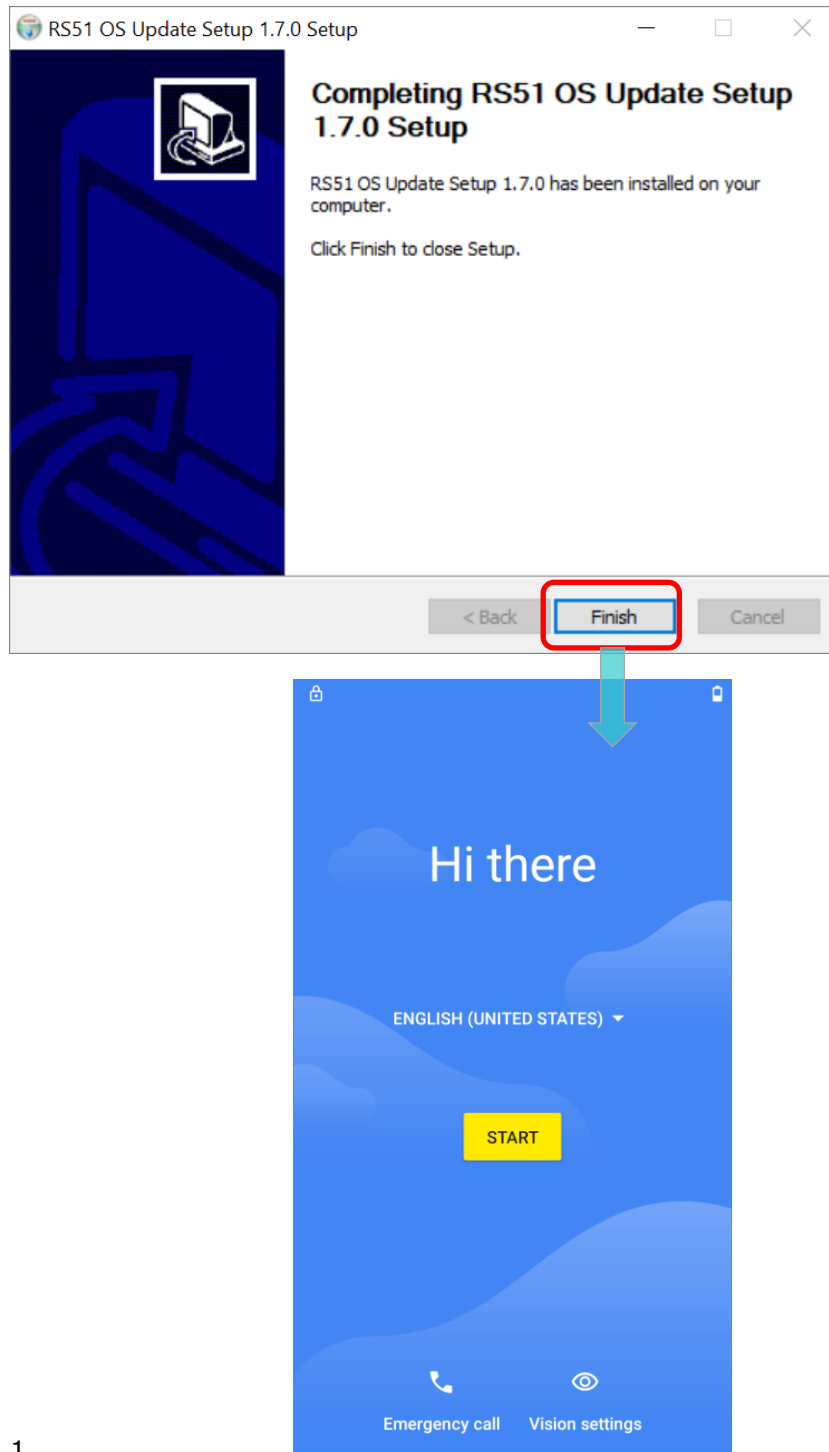 RS51 OS Update Setup 1.7.0 Setup
Completing RS51 OS Update Setup
1.7.0 Setup
RS51 OS Update Setup 1.7.0 has been installed on your
computer.
Click Finish to close Setup.
< Back Finish Cancel
Hi there
ENGLISH (UNITED STATES)
START
Emergency call Vision settings
1